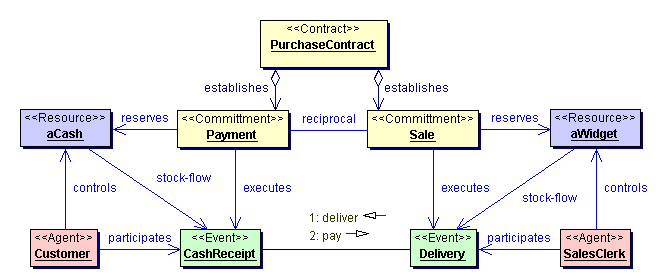 <<Contract>>
PurchaseContract
establishes
establishes
<<Resource>>
aCash
reserves
<<Committment>>
Payment
reciprocal
<<Committment>>
Sale
reserves
<<Resource>>
aWidget
controls
stock-flow
executes
executes
stock-flow
controls
1: deliver
2: pay
<<Agent>>
Customer
participates
<<Event>>
CashReceipt
<<Event>>
Delivery
participates
<<Agent>>
SalesClerk